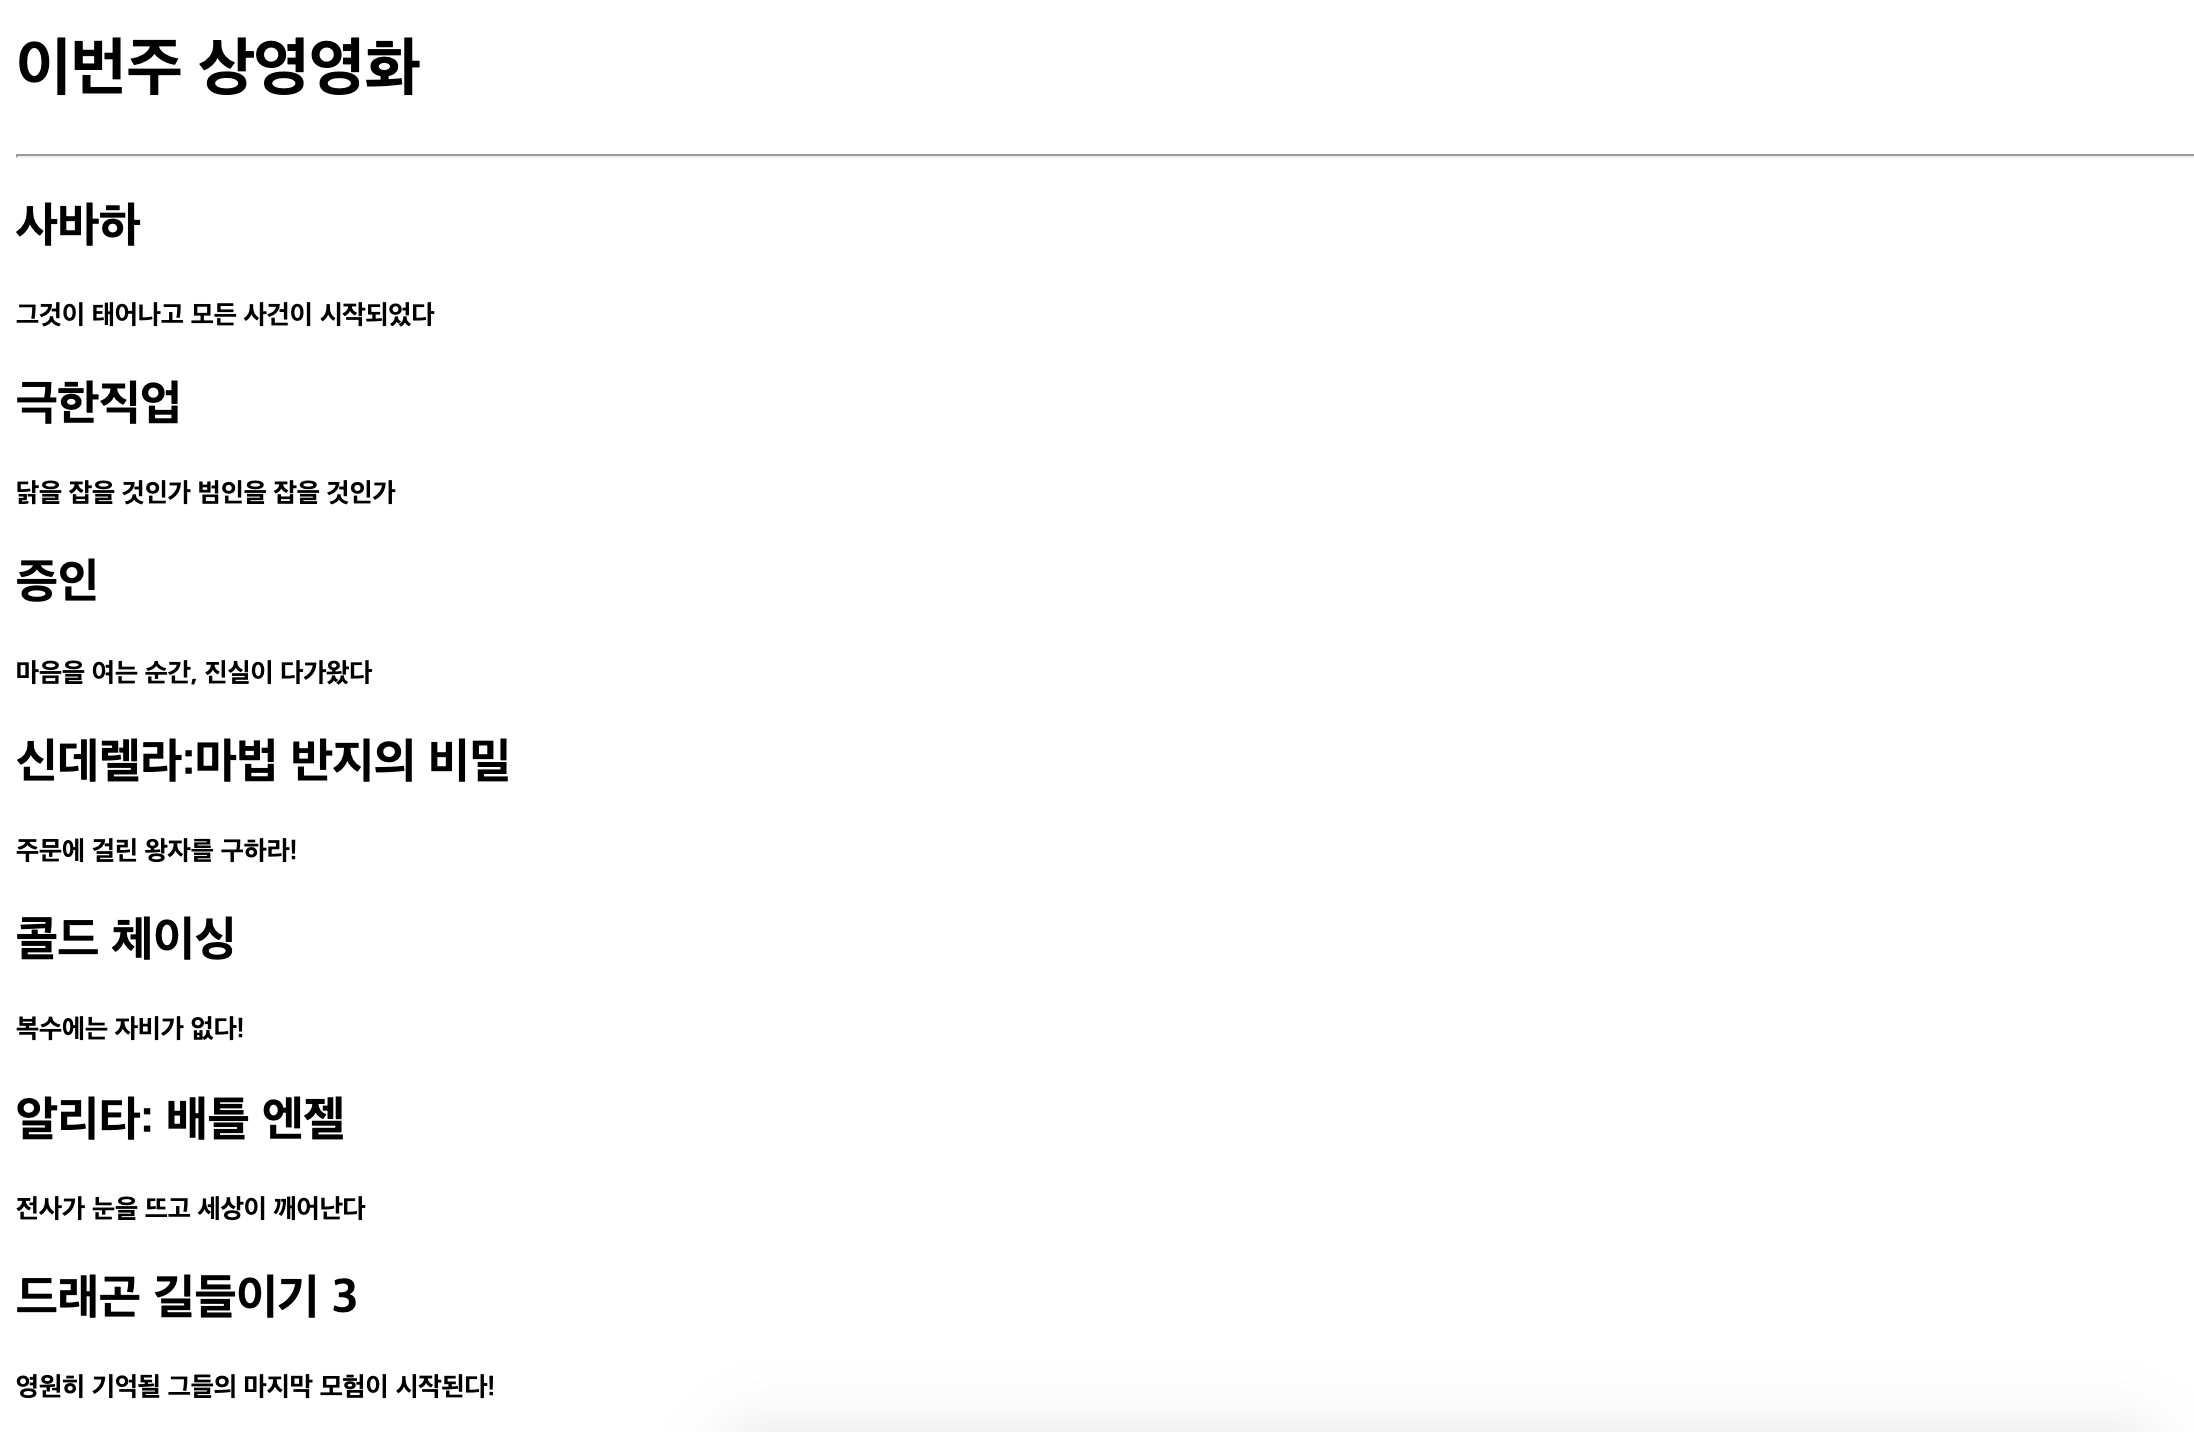 이번주 상영영화
사바하
그것이 태어나고 모든 사건이 시작되었다
극한직업
닭을 잡을 것인가 범인을 잡을 것인가
증인
마음을 여는 순간, 진실이 다가왔다
신데렐라:마법 반지의 비밀
주문에 걸린 왕자를 구하라!
콜드 체이싱
복수에는 자비가 없다!
알리타: 배틀 엔젤
전사가 눈을 뜨고 세상이 깨어난다
드래곤 길들이기 3
영원히 기억될 그들의 마지막 모험이 시작된다!